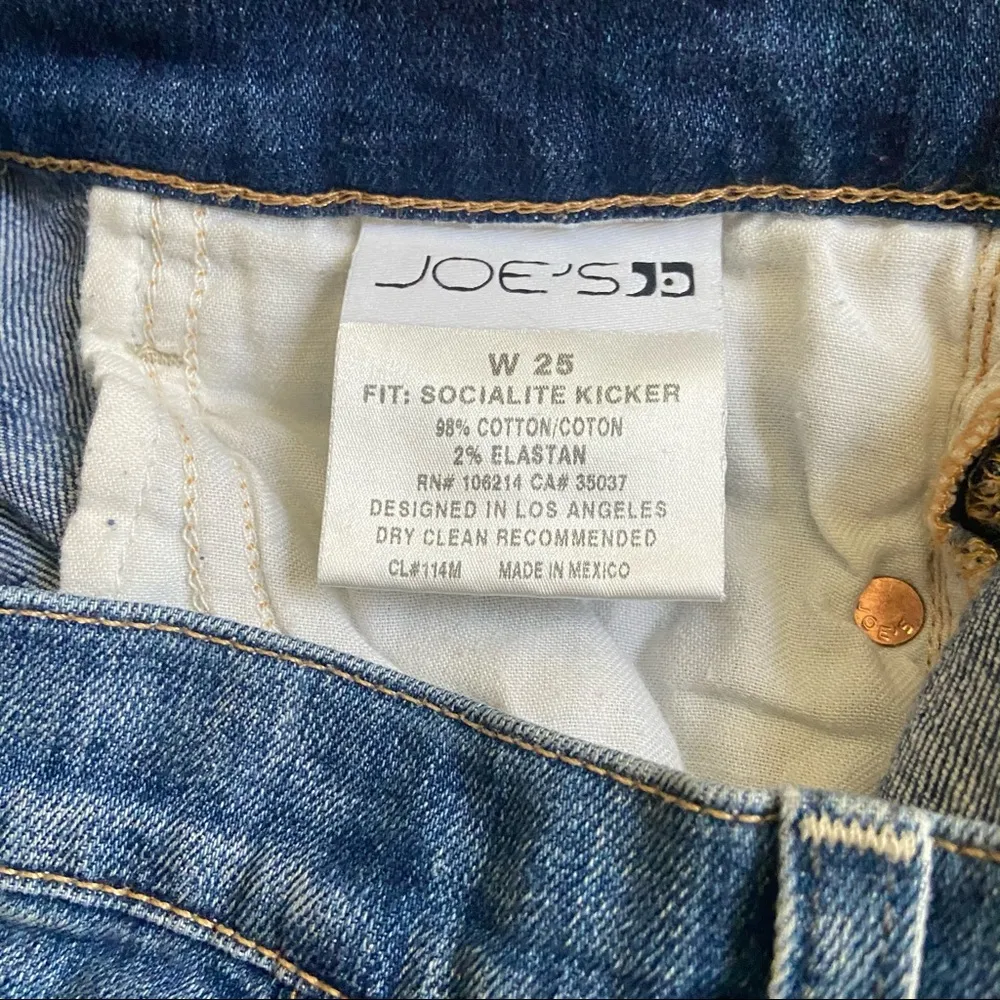 JOE'S
W 25
FIT: SOCIALITE KICKER
98% COTTON/COTON
2% ELASTAN
RN# 106214 CA# 35037
DESIGNED IN LOS ANGELES
DRY CLEAN RECOMMENDED
CL#114M MADE IN MEXICO
JOE'S